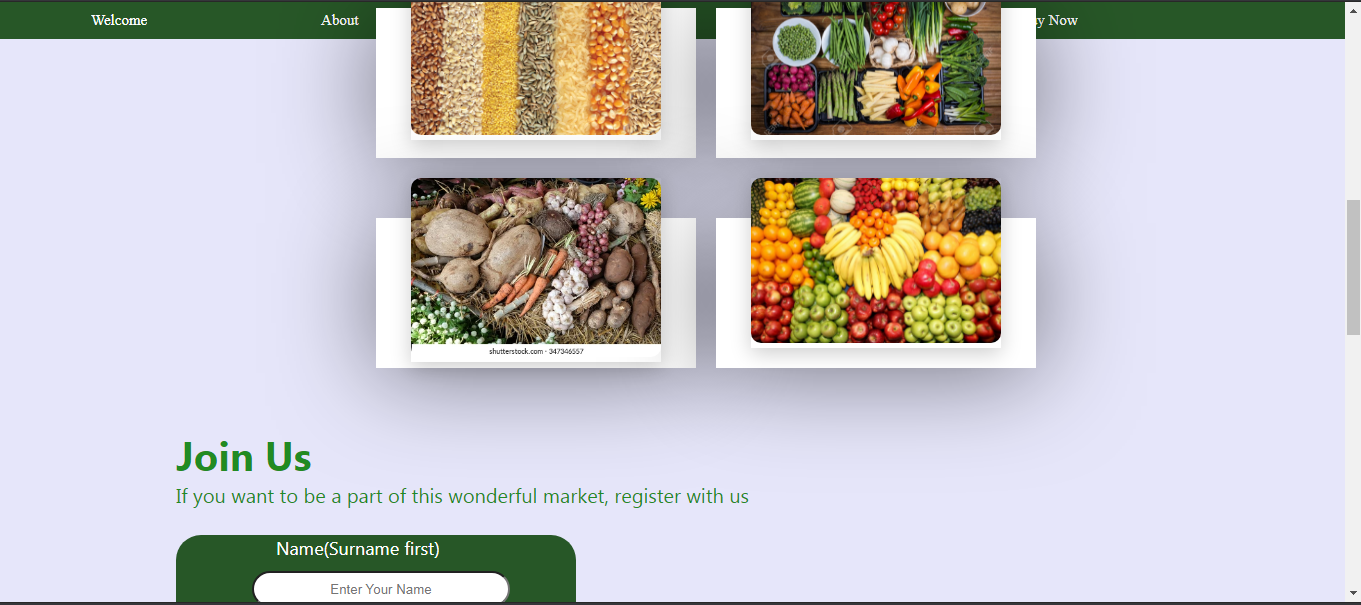 Welcome
About
Now
shutterstock.com · 347346557
Join Us
If you want to be a part of this wonderful market, register with us
Name(Surname first)
Enter Your Name